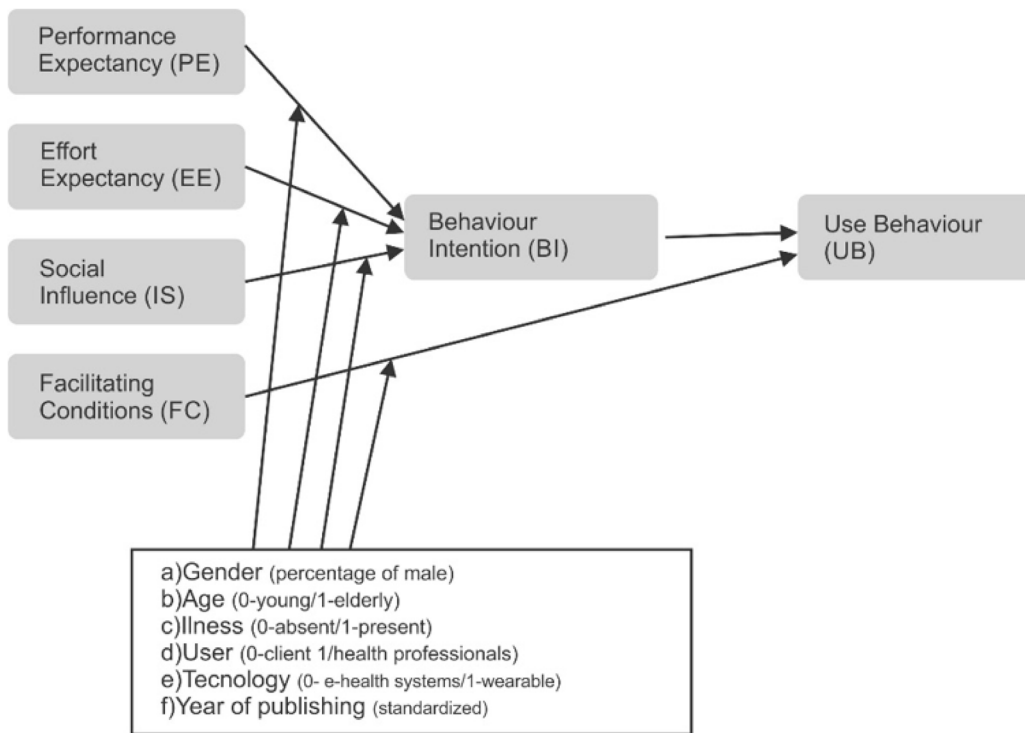 Performance
Expectancy (PE)
Effort
Expectancy (EE)
Social
Influence (IS)
Facilitating
Conditions (FC)
Behaviour
Intention (BI)
Use Behaviour
(UB)
a)Gender (percentage of male)
b)Age (0-young/1-elderly)
c)Ilness (0-absent/1-present)
d)User (0-client 1/health professionals)
e)Tecnology (0- e-health systems/1-wearable)
f)Year of publishing (standardized)